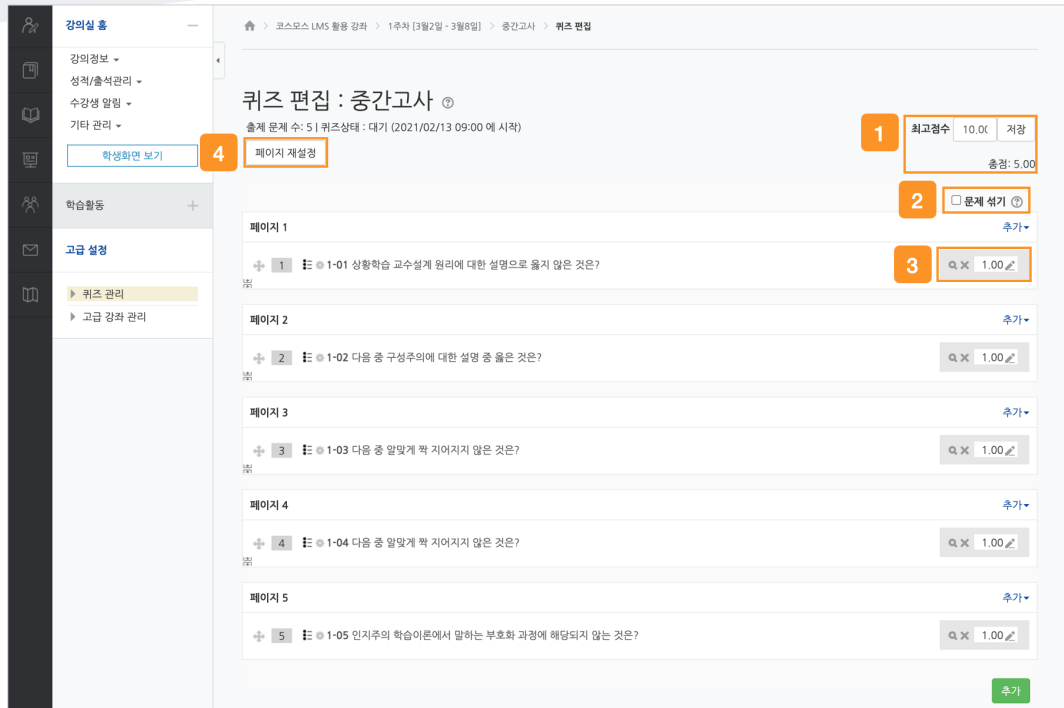 강의실 홈
코스모스 LMS 활용 강좌 > 1주차 [3월2일 - 3월8일] > 중간고사 > 퀴즈 편집
강의정보
성적/출석관리
수강생 알림
기타 관리
학생화면 보기
학습활동
고급 설정
퀴즈 관리
고급 강좌 관리
퀴즈 편집 : 중간고사
출제 문제 수: 5 | 퀴즈상태 : 대기 (2021/02/13 09:00 에 시작)
4 페이지 재설정
1 최고점수 10.00 저장
총점: 5.00
2 문제 섞기
페이지 1 추가
1 1-01 상황학습 교수설계 원리에 대한 설명으로 옳지 않은 것은? 3 1.00
페이지 2 추가
2 1-02 다음 중 구성주의에 대한 설명 중 옳은 것은? 1.00
페이지 3 추가
3 1-03 다음 중 알맞게 짝 지어지지 않은 것은? 1.00
페이지 4 추가
4 1-04 다음 중 알맞게 짝 지어지지 않은 것은? 1.00
페이지 5 추가
5 1-05 인지주의 학습이론에서 말하는 부호화 과정에 해당되지 않는 것은? 1.00
추가